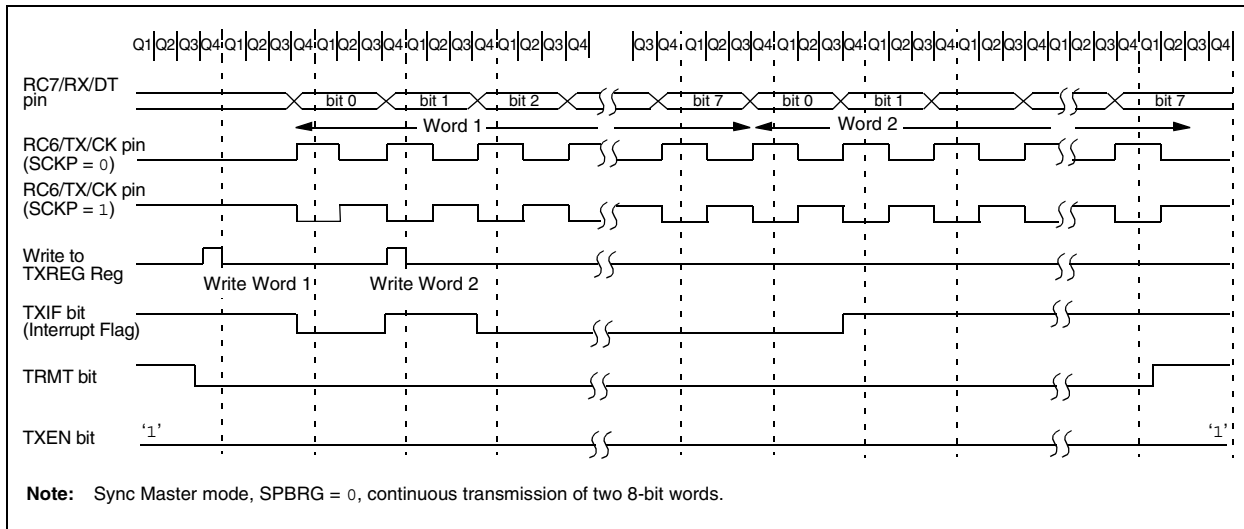 Q1 Q2 Q3 Q4 Q1 Q2 Q3 Q4 Q1 Q2 Q3 Q4 Q1 Q2 Q3 Q4 Q1 Q2 Q3 Q4 Q3 Q4 Q1 Q2 Q3 Q4 Q1 Q2 Q3 Q4 Q1 Q2 Q3 Q4 Q1 Q2 Q3 Q4 Q1 Q2 Q3 Q4 Q1 Q2 Q3 Q4
RC7/RX/DT
pin
bit 0 bit 1 bit 2 bit 7 bit 0 bit 1 bit 7
Word 1 Word 2
RC6/TX/CK pin
(SCKP = 0)
RC6/TX/CK pin
(SCKP = 1)
Write to
TXREG Reg
Write Word 1 Write Word 2
TXIF bit
(Interrupt Flag)
TRMT bit
TXEN bit
‘1’ ‘1’
Note: Sync Master mode, SPBRG = 0, continuous transmission of two 8-bit words.